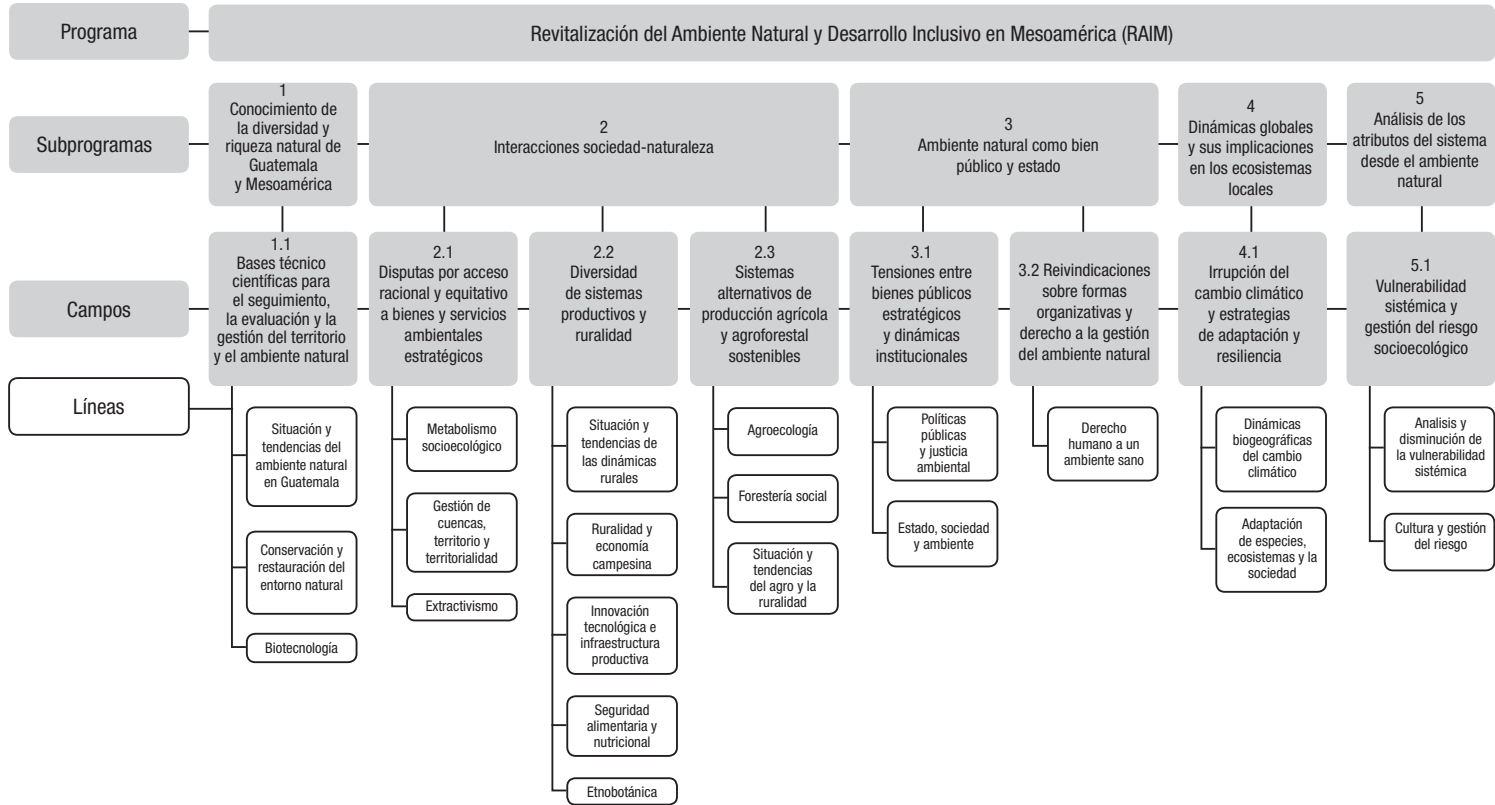 Programa
Revitalización del Ambiente Natural y Desarrollo Inclusivo en Mesoamérica (RAIM)
Subprogramas
1
Conocimiento de
la diversidad y
riqueza natural de
Guatemala
y Mesoamérica
2
Interacciones sociedad-naturaleza
3
Ambiente natural como bien
público y estado
4
Dinámicas globales
y sus implicaciones
en los ecosistemas
locales
5
Análisis de los
atributos del sistema
desde el ambiente
natural
Campos
1.1
Bases técnico
científicas para
el seguimiento,
la evaluación y la
gestión del territorio
y el ambiente natural
2.1
Disputas por acceso
racional y equitativo
a bienes y servicios
ambientales
estratégicos
2.2
Diversidad
de sistemas
productivos y
ruralidad
2.3
Sistemas
alternativos de
producción agrícola
y agroforestal
sostenibles
3.1
Tensiones entre
bienes públicos
estratégicos
y dinámicas
institucionales
3.2 Reivindicaciones
sobre formas
organizativas y
derecho a la gestión
del ambiente natural
4.1
Irrupción del
cambio climático
y estrategias
de adaptación y
resiliencia
5.1
Vulnerabilidad
sistémica y
gestión del riesgo
socioecológico
Líneas
Situación y
tendencias del
ambiente natural
en Guatemala
Conservación y
restauración del
entorno natural
Biotecnología
Metabolismo
socioecológico
Gestión de
cuencas,
territorio y
territorialidad
Extractivismo
Situación y
tendencias de
las dinámicas
rurales
Ruralidad y
economía
campesina
Innovación
tecnológica e
infraestructura
productiva
Seguridad
alimentaria y
nutricional
Etnobotánica
Agroecología
Forestería social
Situación y
tendencias
del agro y la
ruralidad
Políticas
públicas
y justicia
ambiental
Estado, sociedad
y ambiente
Derecho
humano a un
ambiente sano
Dinámicas
biogeográficas
del cambio
climático
Adaptación
de especies,
ecosistemas y la
sociedad
Analisis y
disminución de
la vulnerabilidad
sistémica
Cultura y gestión
del riesgo